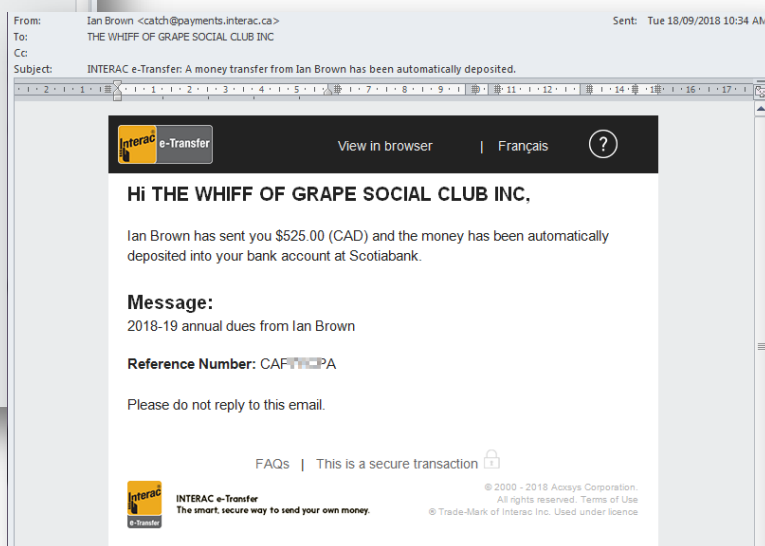 From: Ian Brown <catch@payments.interac.ca> Sent: Tue 18/09/2018 10:34 AM
To: THE WHIFF OF GRAPE SOCIAL CLUB INC
Cc:
Subject: INTERAC e-Transfer: A money transfer from Ian Brown has been automatically deposited.
Interac e-Transfer View in browser | Français ?
Hi THE WHIFF OF GRAPE SOCIAL CLUB INC,
Ian Brown has sent you $525.00 (CAD) and the money has been automatically
deposited into your bank account at Scotiabank.
Message:
2018-19 annual dues from Ian Brown
Reference Number:
Please do not reply to this email.
FAQs | This is a secure transaction
Interac e-Transfer
INTERAC e-Transfer
The smart, secure way to send your own money.
© 2000 - 2018 Acxsys Corporation.
All rights reserved. Terms of Use
® Trade-Mark of Interac Inc. Used under licence